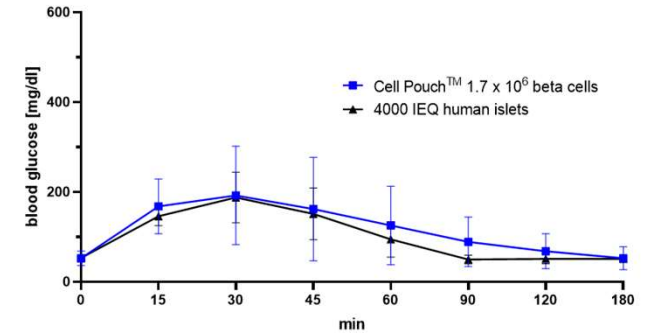 600
400
200
0
blood glucose [mg/dl]
Cell Pouch™ 1.7 x 10⁶ beta cells
4000 IEQ human islets
0 15 30 45 60 90 120 180
min